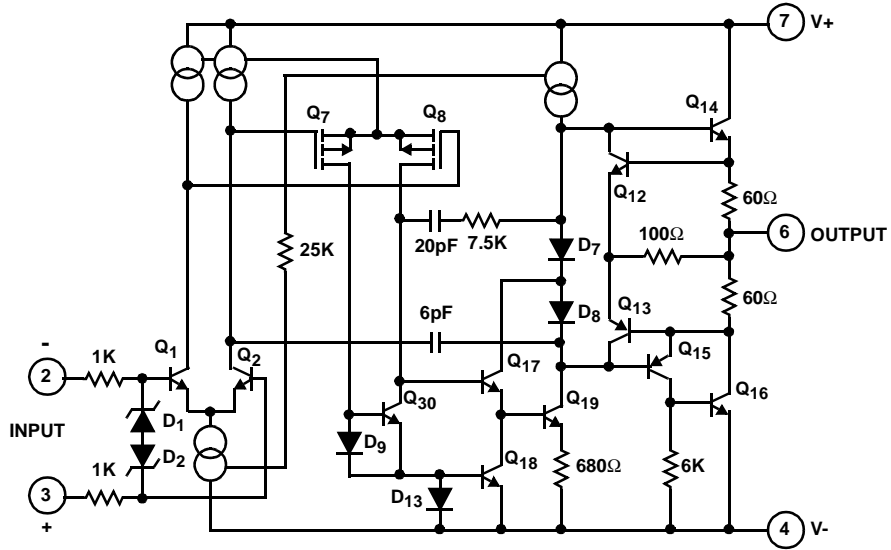 7 V+
Q14
Q7
Q8
Q12
60Ω
100Ω
6 OUTPUT
20pF
7.5K
D7
25K
60Ω
D8
Q13
6pF
Q1
Q2
Q17
Q15
-
1K
2
Q30
Q19
Q16
INPUT
D1
D9
D2
Q18
680Ω
6K
1K
D13
3
+
4 V-